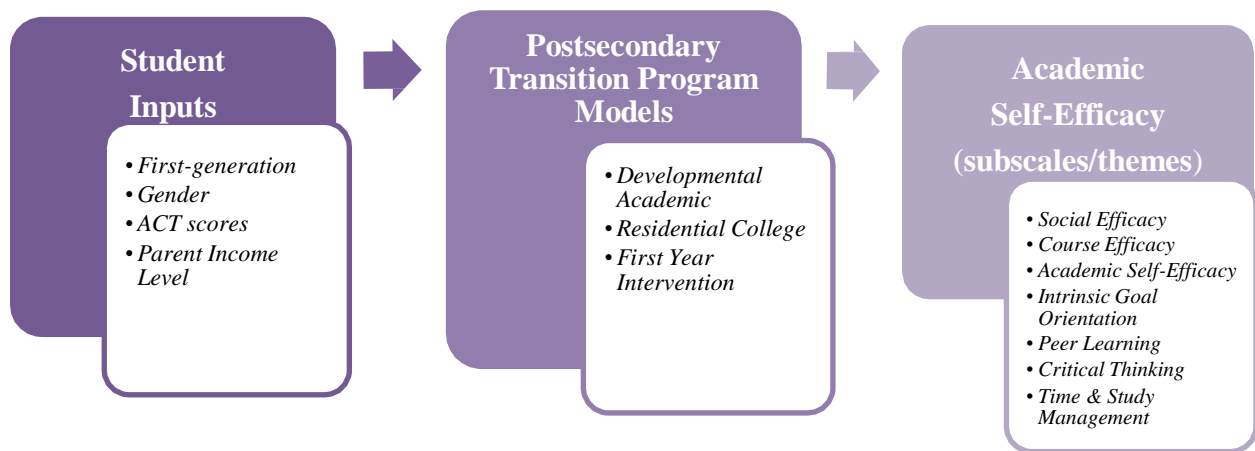 Student
Inputs
• First-generation
• Gender
• ACT scores
• Parent Income
Level
Postsecondary
Transition Program
Models
• Developmental
Academic
• Residential College
• First Year
Intervention
Academic
Self-Efficacy
(subscales/themes)
• Social Efficacy
• Course Efficacy
• Academic Self-Efficacy
• Intrinsic Goal
Orientation
• Peer Learning
• Critical Thinking
• Time & Study
Management